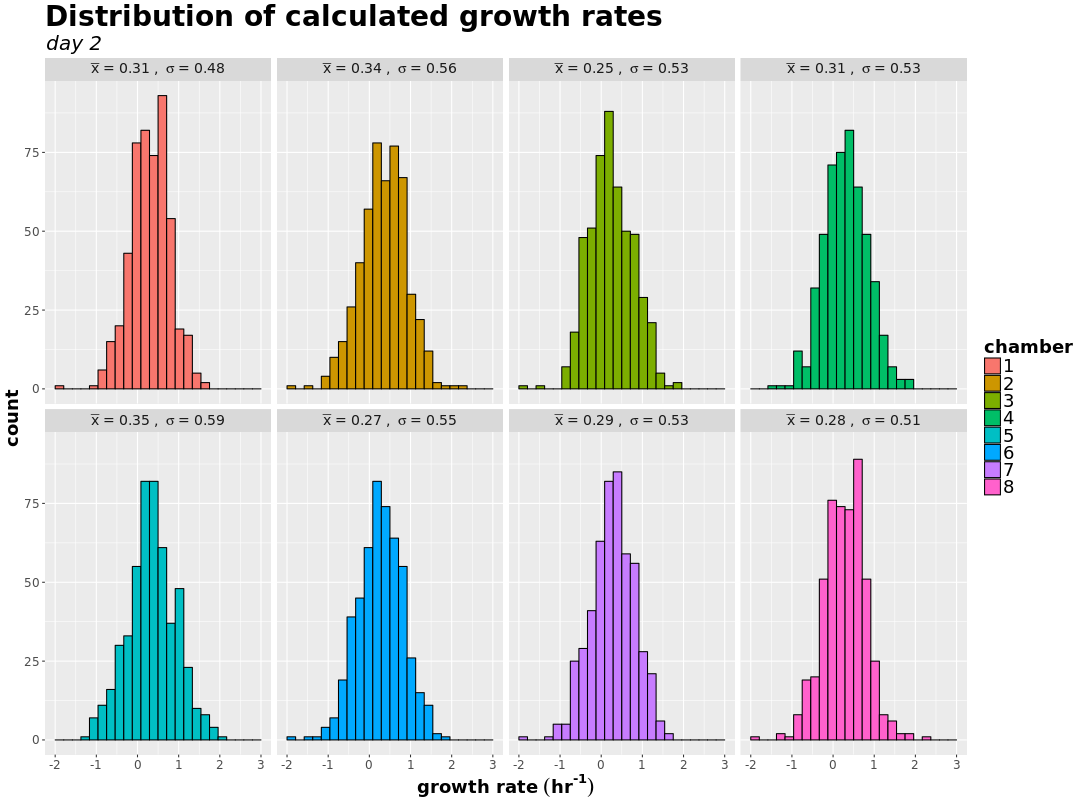 Distribution of calculated growth rates
day 2
x̅ = 0.31 , σ = 0.48
x̅ = 0.34 , σ = 0.56
x̅ = 0.25 , σ = 0.53
x̅ = 0.31 , σ = 0.53
75
50
25
0
count
x̅ = 0.35 , σ = 0.59
x̅ = 0.27 , σ = 0.55
x̅ = 0.29 , σ = 0.53
x̅ = 0.28 , σ = 0.51
75
50
25
0
-2 -1 0 1 2 3
-2 -1 0 1 2 3
-2 -1 0 1 2 3
-2 -1 0 1 2 3
growth rate (hr⁻¹)
chamber
1
2
3
4
5
6
7
8